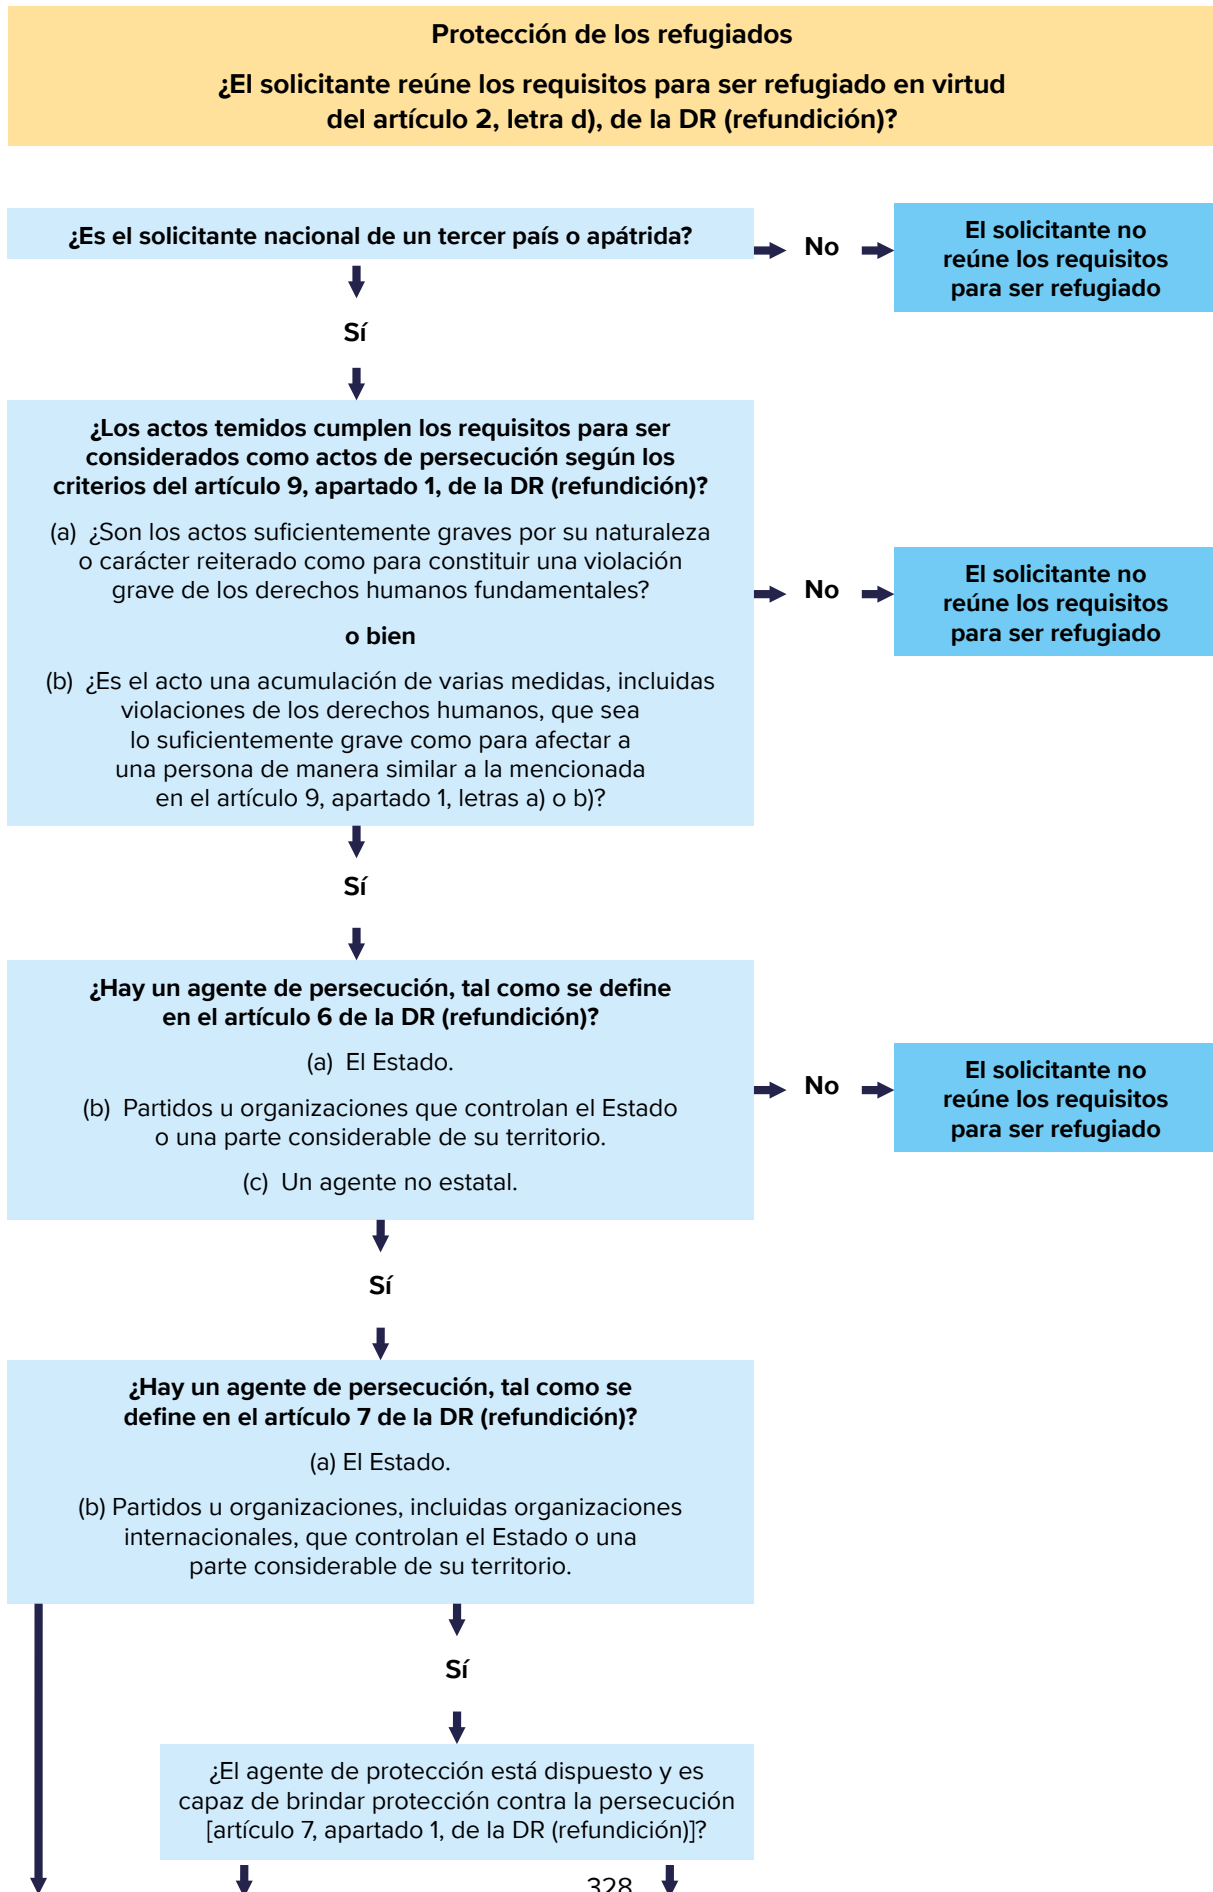 Protección de los refugiados
¿El solicitante reúne los requisitos para ser refugiado en virtud
del artículo 2, letra d), de la DR (refundición)?
¿Es el solicitante nacional de un tercer país o apátrida?
No
El solicitante no
reúne los requisitos
para ser refugiado
Sí
¿Los actos temidos cumplen los requisitos para ser
considerados como actos de persecución según los
criterios del artículo 9, apartado 1, de la DR (refundición)?
(a) ¿Son los actos suficientemente graves por su naturaleza
o carácter reiterado como para constituir una violación
grave de los derechos humanos fundamentales?
o bien
(b) ¿Es el acto una acumulación de varias medidas, incluidas
violaciones de los derechos humanos, que sea
lo suficientemente grave como para afectar a
una persona de manera similar a la mencionada
en el artículo 9, apartado 1, letras a) o b)?
No
El solicitante no
reúne los requisitos
para ser refugiado
Sí
¿Hay un agente de persecución, tal como se define
en el artículo 6 de la DR (refundición)?
(a) El Estado.
(b) Partidos u organizaciones que controlan el Estado
o una parte considerable de su territorio.
(c) Un agente no estatal.
No
El solicitante no
reúne los requisitos
para ser refugiado
Sí
¿Hay un agente de persecución, tal como se
define en el artículo 7 de la DR (refundición)?
(a) El Estado.
(b) Partidos u organizaciones, incluidas organizaciones
internacionales, que controlan el Estado o una
parte considerable de su territorio.
Sí
¿El agente de protección está dispuesto y es
capaz de brindar protección contra la persecución
[artículo 7, apartado 1, de la DR (refundición)]?
328